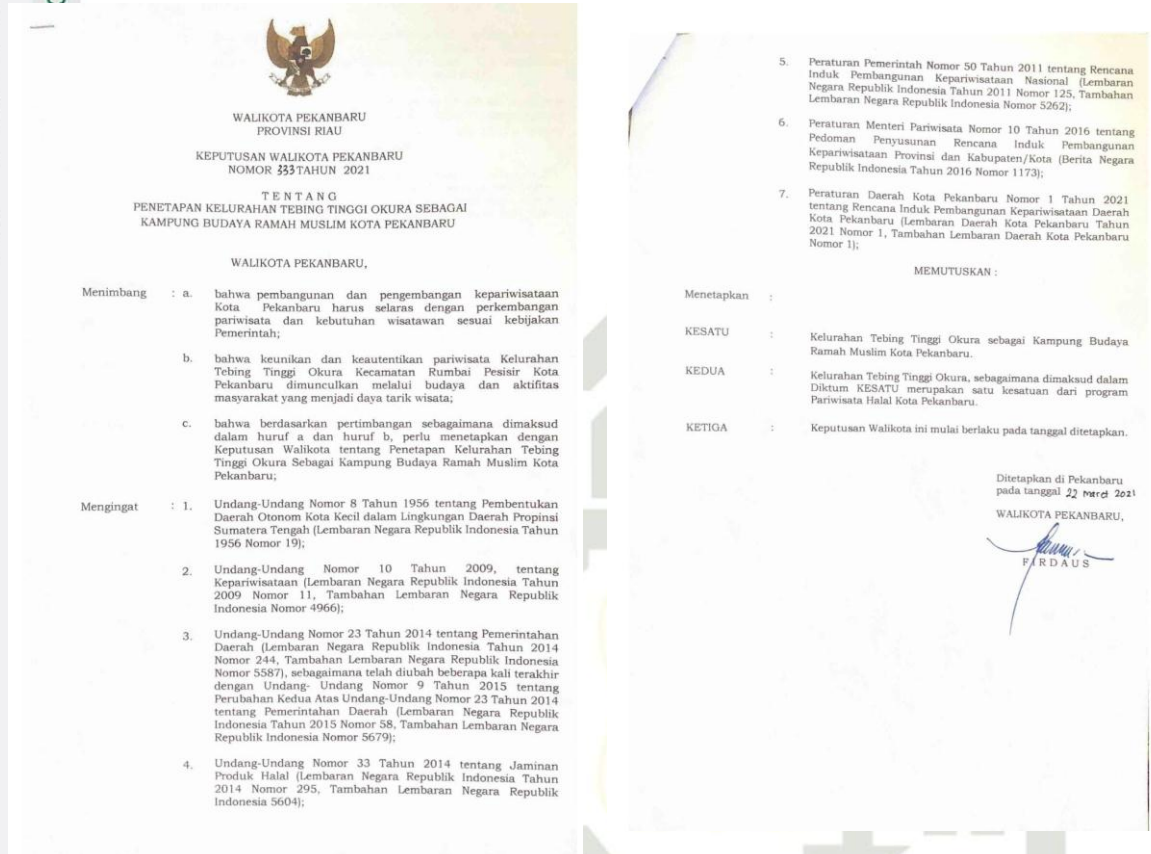 WALIKOTA PEKANBARU
PROVINSI RIAU
KEPUTUSAN WALIKOTA PEKANBARU
NOMOR 333 TAHUN 2021
T E N T A N G
PENETAPAN KELURAHAN TEBING TINGGI OKURA SEBAGAI
KAMPUNG BUDAYA RAMAH MUSLIM KOTA PEKANBARU
WALIKOTA PEKANBARU,
Menimbang : a. bahwa pembangunan dan pengembangan kepariwisataan
Kota Pekanbaru harus selaras dengan perkembangan
pariwisata dan kebutuhan wisatawan sesuai kebijakan
Pemerintah;
b. bahwa keunikan dan keautentikan pariwisata Kelurahan
Tebing Tinggi Okura Kecamatan Rumbai Pesisir Kota
Pekanbaru dimunculkan melalui budaya dan aktifitas
masyarakat yang menjadi daya tarik wisata;
c. bahwa berdasarkan pertimbangan sebagaimana dimaksud
dalam huruf a dan huruf b, perlu menetapkan dengan
Keputusan Walikota tentang Penetapan Kelurahan Tebing
Tinggi Okura Sebagai Kampung Budaya Ramah Muslim Kota
Pekanbaru;
Mengingat : 1. Undang-Undang Nomor 8 Tahun 1956 tentang Pembentukan
Daerah Otonom Kota Kecil dalam Lingkungan Daerah Propinsi
Sumatera Tengah (Lembaran Negara Republik Indonesia Tahun
1956 Nomor 19);
2. Undang-Undang Nomor 10 Tahun 2009, tentang
Kepariwisataan (Lembaran Negara Republik Indonesia Tahun
2009 Nomor 11, Tambahan Lembaran Negara Republik
Indonesia Nomor 4966);
3. Undang-Undang Nomor 23 Tahun 2014 tentang Pemerintahan
Daerah (Lembaran Negara Republik Indonesia Tahun 2014
Nomor 244, Tambahan Lembaran Negara Republik Indonesia
Nomor 5587), sebagaimana telah diubah beberapa kali terakhir
dengan Undang- Undang Nomor 9 Tahun 2015 tentang
Perubahan Kedua Atas Undang-Undang Nomor 23 Tahun 2014
tentang Pemerintahan Daerah (Lembaran Negara Republik
Indonesia Tahun 2015 Nomor 58, Tambahan Lembaran Negara
Republik Indonesia Nomor 5679);
4. Undang-Undang Nomor 33 Tahun 2014 tentang Jaminan
Produk Halal (Lembaran Negara Republik Indonesia Tahun
2014 Nomor 295, Tambahan Lembaran Negara Republik
Indonesia 5604);
5. Peraturan Pemerintah Nomor 50 Tahun 2011 tentang Rencana
Induk Pembangunan Kepariwisataan Nasional (Lembaran
Negara Republik Indonesia Tahun 2011 Nomor 125, Tambahan
Lembaran Negara Republik Indonesia Nomor 5262);
6. Peraturan Menteri Pariwisata Nomor 10 Tahun 2016 tentang
Pedoman Penyusunan Rencana Induk Pembangunan
Kepariwisataan Provinsi dan Kabupaten/Kota (Berita Negara
Republik Indonesia Tahun 2016 Nomor 1173);
7. Peraturan Daerah Kota Pekanbaru Nomor 1 Tahun 2021
tentang Rencana Induk Pembangunan Kepariwisataan Daerah
Kota Pekanbaru (Lembaran Daerah Kota Pekanbaru Tahun
2021 Nomor 1, Tambahan Lembaran Daerah Kota Pekanbaru
Nomor 1);
MEMUTUSKAN :
Menetapkan :
KESATU : Kelurahan Tebing Tinggi Okura sebagai Kampung Budaya
Ramah Muslim Kota Pekanbaru.
KEDUA : Kelurahan Tebing Tinggi Okura, sebagaimana dimaksud dalam
Diktum KESATU merupakan satu kesatuan dari program
Pariwisata Halal Kota Pekanbaru.
KETIGA : Keputusan Walikota ini mulai berlaku pada tanggal ditetapkan.
Ditetapkan di Pekanbaru
pada tanggal 22 Maret 2021
WALIKOTA PEKANBARU,
FIRDAUS